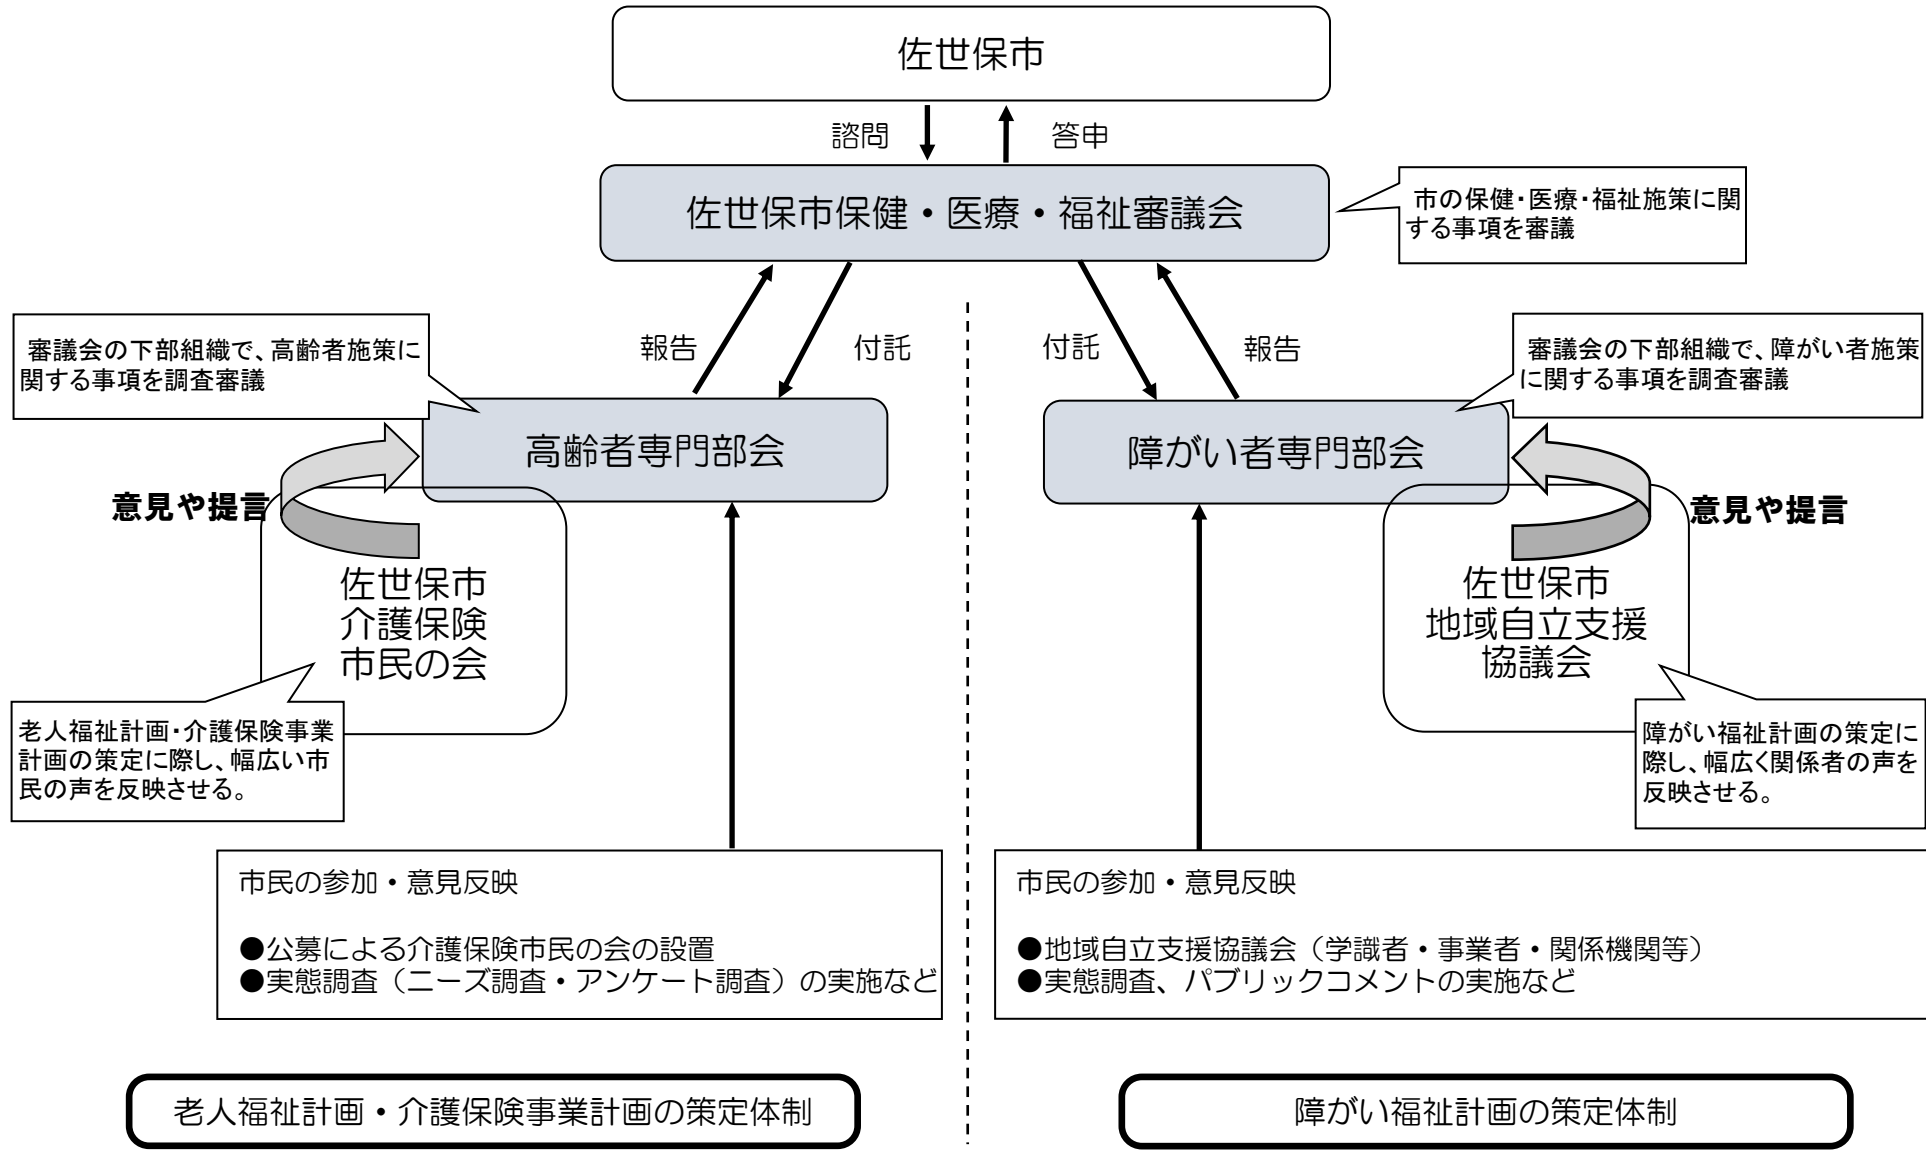 佐世保市
諮問
答申
佐世保市保健・医療・福祉審議会
市の保健・医療・福祉施策に関
する事項を審議
報告
付託
付託
報告
審議会の下部組織で、高齢者施策に
関する事項を調査審議
審議会の下部組織で、障がい者施策
に関する事項を調査審議
高齢者専門部会
障がい者専門部会
意見や提言
意見や提言
佐世保市
介護保険
市民の会
佐世保市
地域自立支援
協議会
老人福祉計画・介護保険事業
計画の策定に際し、幅広い市
民の声を反映させる。
障がい福祉計画の策定に
際し、幅広く関係者の声を
反映させる。
市民の参加・意見反映
●公募による介護保険市民の会の設置
●実態調査（ニーズ調査・アンケート調査）の実施など
市民の参加・意見反映
●地域自立支援協議会（学識者・事業者・関係機関等）
●実態調査、パブリックコメントの実施など
老人福祉計画・介護保険事業計画の策定体制
障がい福祉計画の策定体制